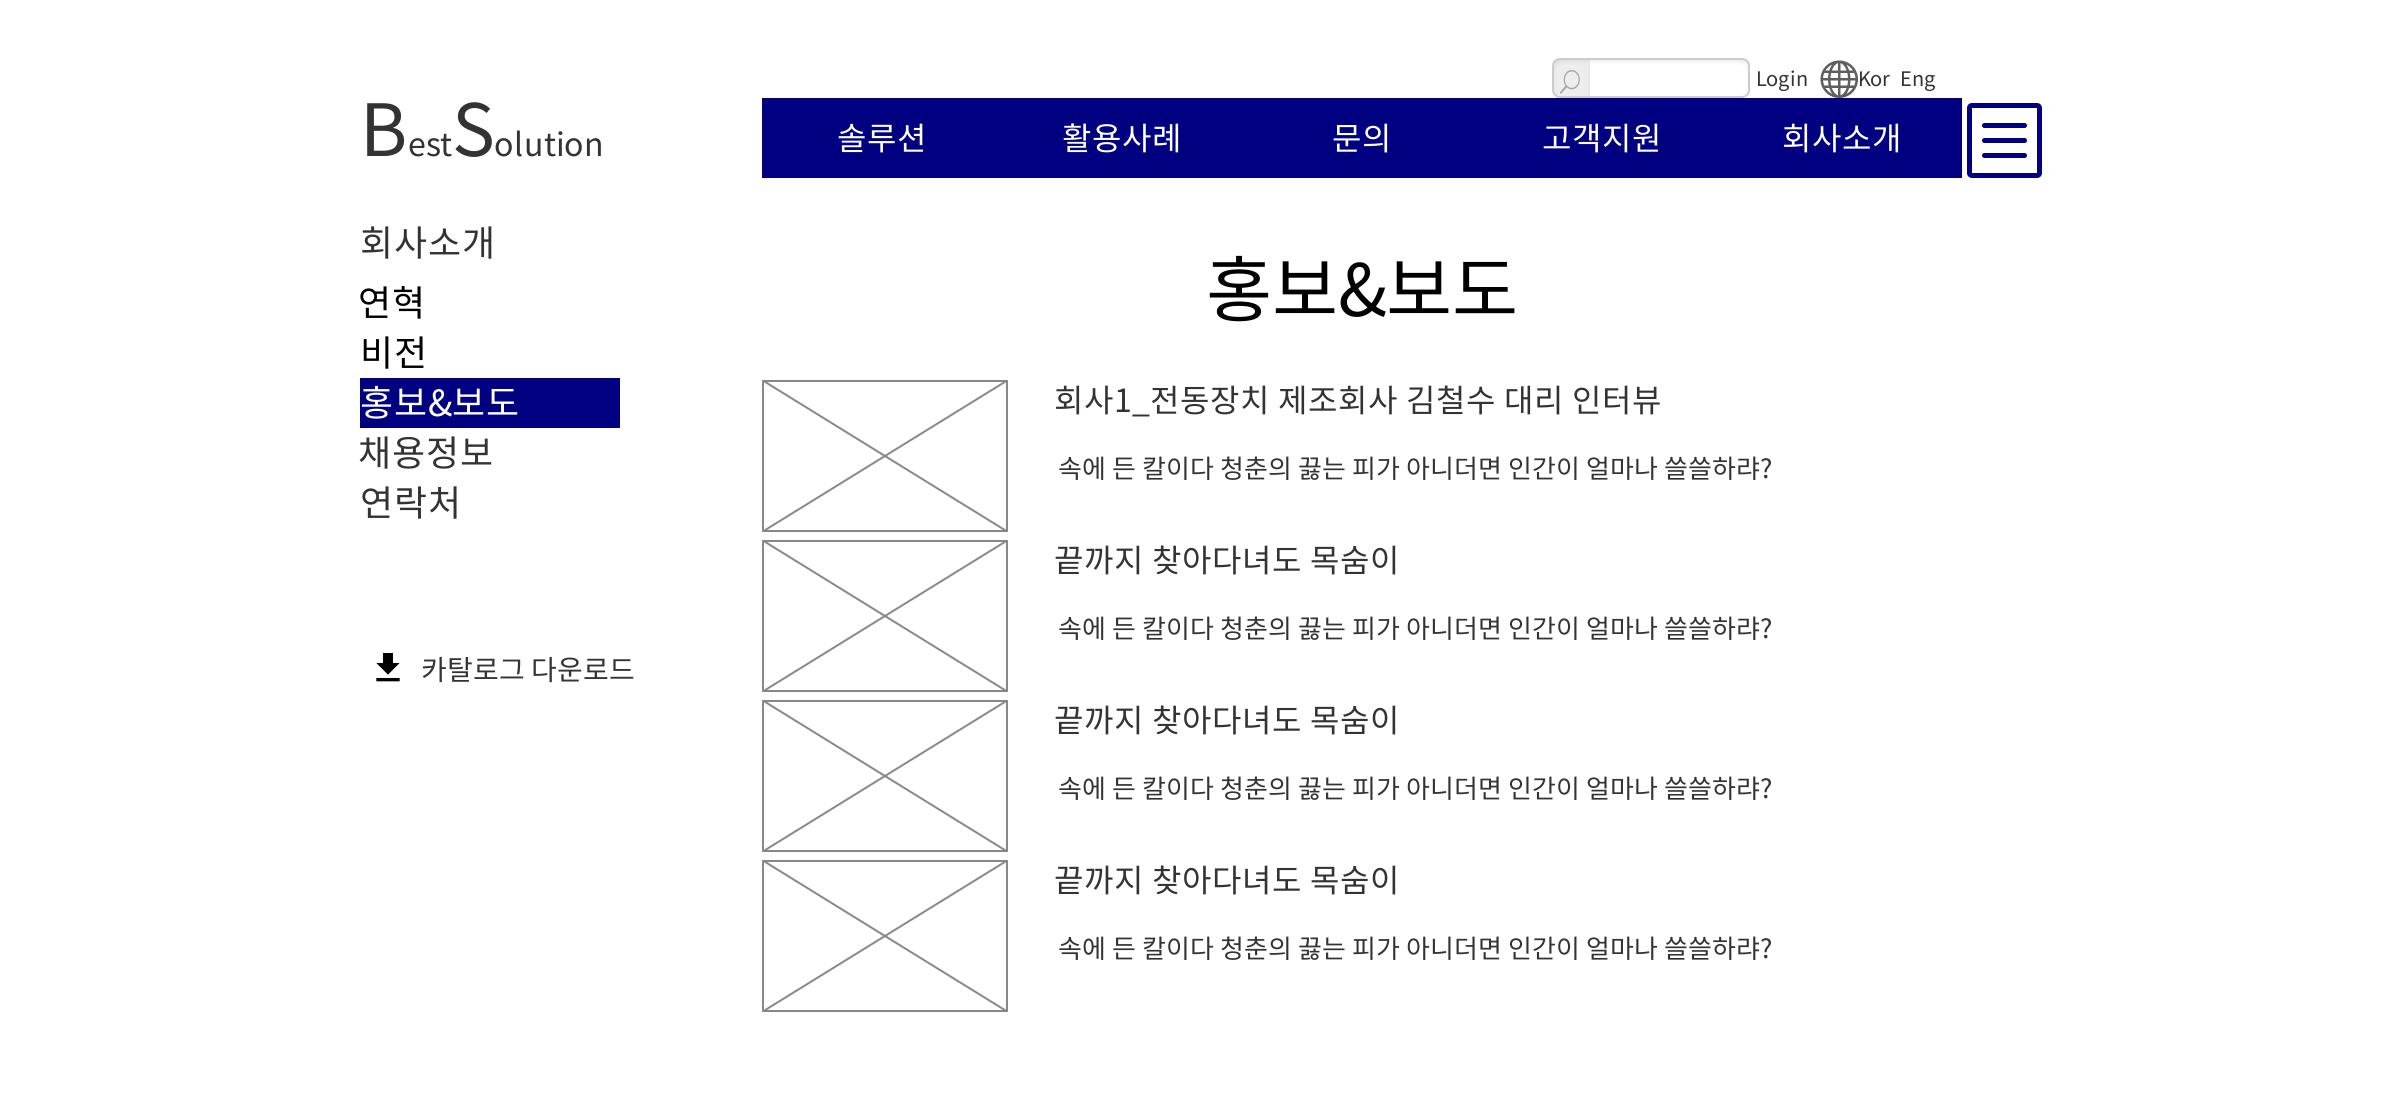 Login Kor Eng
BestSolution
솔루션 활용사례 문의 고객지원 회사소개
회사소개
연혁
비전
홍보&보도
채용정보
연락처
카탈로그 다운로드
홍보&보도
회사1_전동장치 제조회사 김철수 대리 인터뷰
속에 든 칼이다 청춘의 끓는 피가 아니더면 인간이 얼마나 쓸쓸하랴?
끝까지 찾아다녀도 목숨이
속에 든 칼이다 청춘의 끓는 피가 아니더면 인간이 얼마나 쓸쓸하랴?
끝까지 찾아다녀도 목숨이
속에 든 칼이다 청춘의 끓는 피가 아니더면 인간이 얼마나 쓸쓸하랴?
끝까지 찾아다녀도 목숨이
속에 든 칼이다 청춘의 끓는 피가 아니더면 인간이 얼마나 쓸쓸하랴?